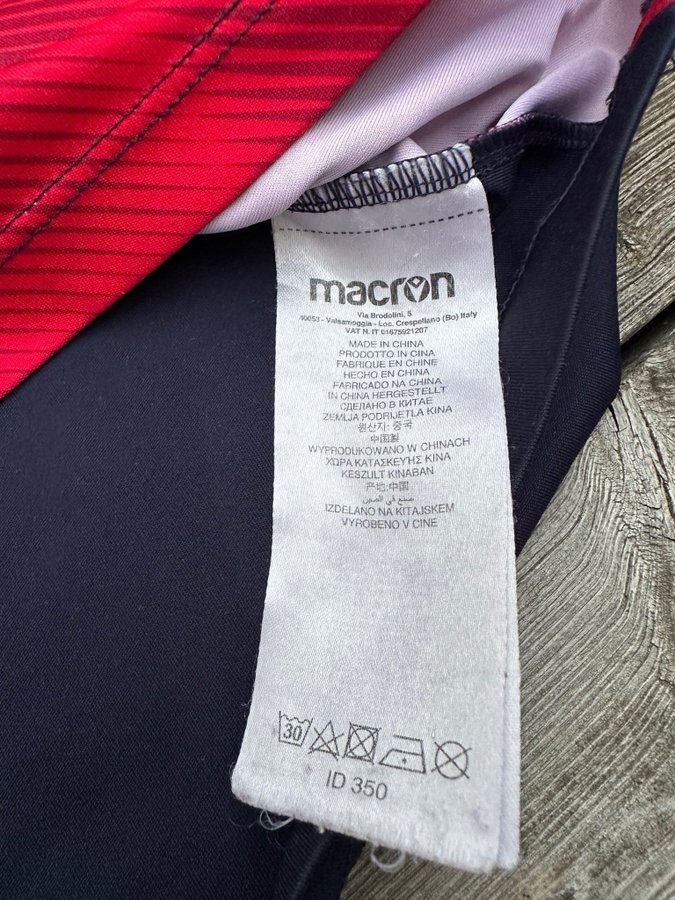 macron
Via Brodolini, 5
40053 - Valsamoggia - Loc. Crespellano (Bo) Italy
VAT N. IT 01675921207
MADE IN CHINA
PRODOTTO IN CINA
FABRIQUE EN CHINE
HECHO EN CHINA
FABRICADO NA CHINA
IN CHINA HERGESTELLT
СДЕЛАНО В КИТАЕ
ZEMLJA PODRIJETLA KINA
원산지: 중국
中国製
WYPRODUKOWANO W CHINACH
ΧΩΡΑ ΚΑΤΑΣΚΕΥΗΣ ΚΙΝΑ
KESZULT KINABAN
产地:中国
صنع في الصين
IZDELANO NA KITAJSKEM
VYROBENO V CINE
30
ID 350